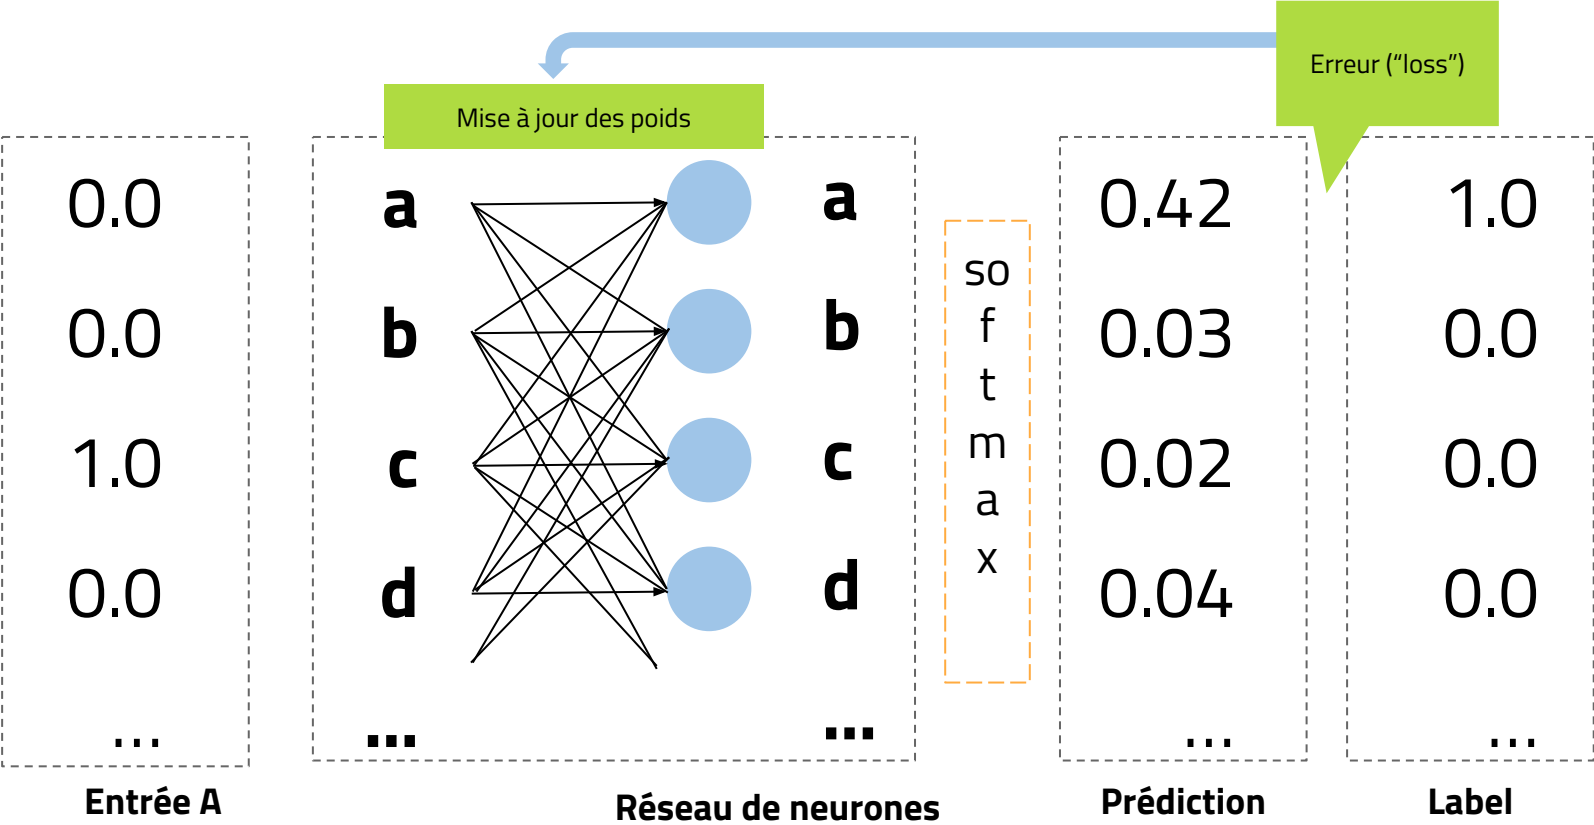 Erreur (“loss”)
Mise à jour des poids
0.0 a a 0.42 1.0
0.0 b b 0.03 0.0
1.0 c c 0.02 0.0
0.0 d d 0.04 0.0
... ... ... ... ...
so
f
t
m
a
x
Entrée A
Réseau de neurones
Prédiction
Label